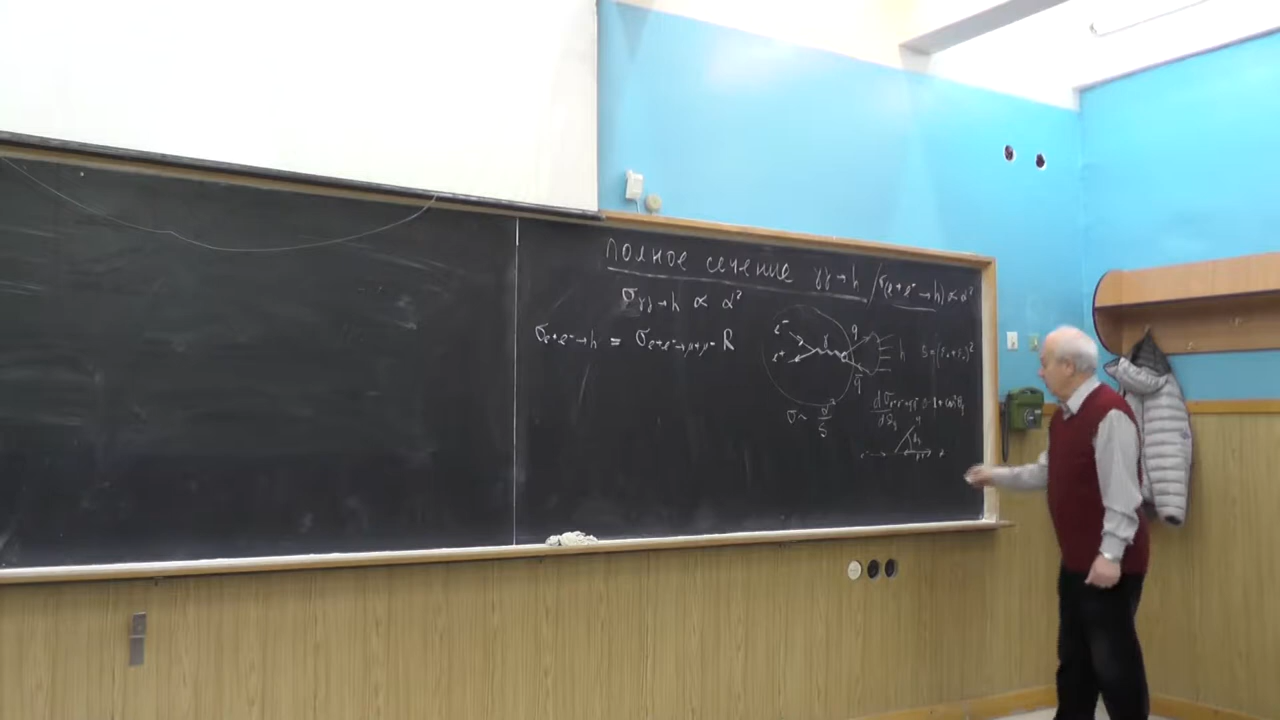 полное сечение γγ→h / σ(e+e-→h) ∝ α²
σγγ→h ∝ α²
σe+e-→h = σe+e-→μ+μ- R
e-
e+
γ
q
q̄
h
σ ~ α²/s